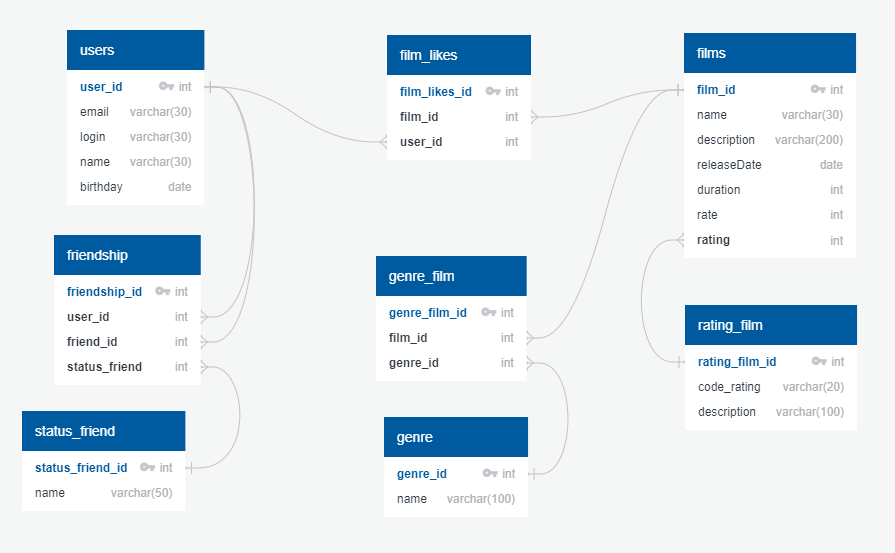 users
user_id int
email varchar(30)
login varchar(30)
name varchar(30)
birthday date
film_likes
film_likes_id int
film_id int
user_id int
films
film_id int
name varchar(30)
description varchar(200)
releaseDate date
duration int
rate int
rating int
friendship
friendship_id int
user_id int
friend_id int
status_friend int
genre_film
genre_film_id int
film_id int
genre_id int
rating_film
rating_film_id int
code_rating varchar(20)
description varchar(100)
status_friend
status_friend_id int
name varchar(50)
genre
genre_id int
name varchar(100)